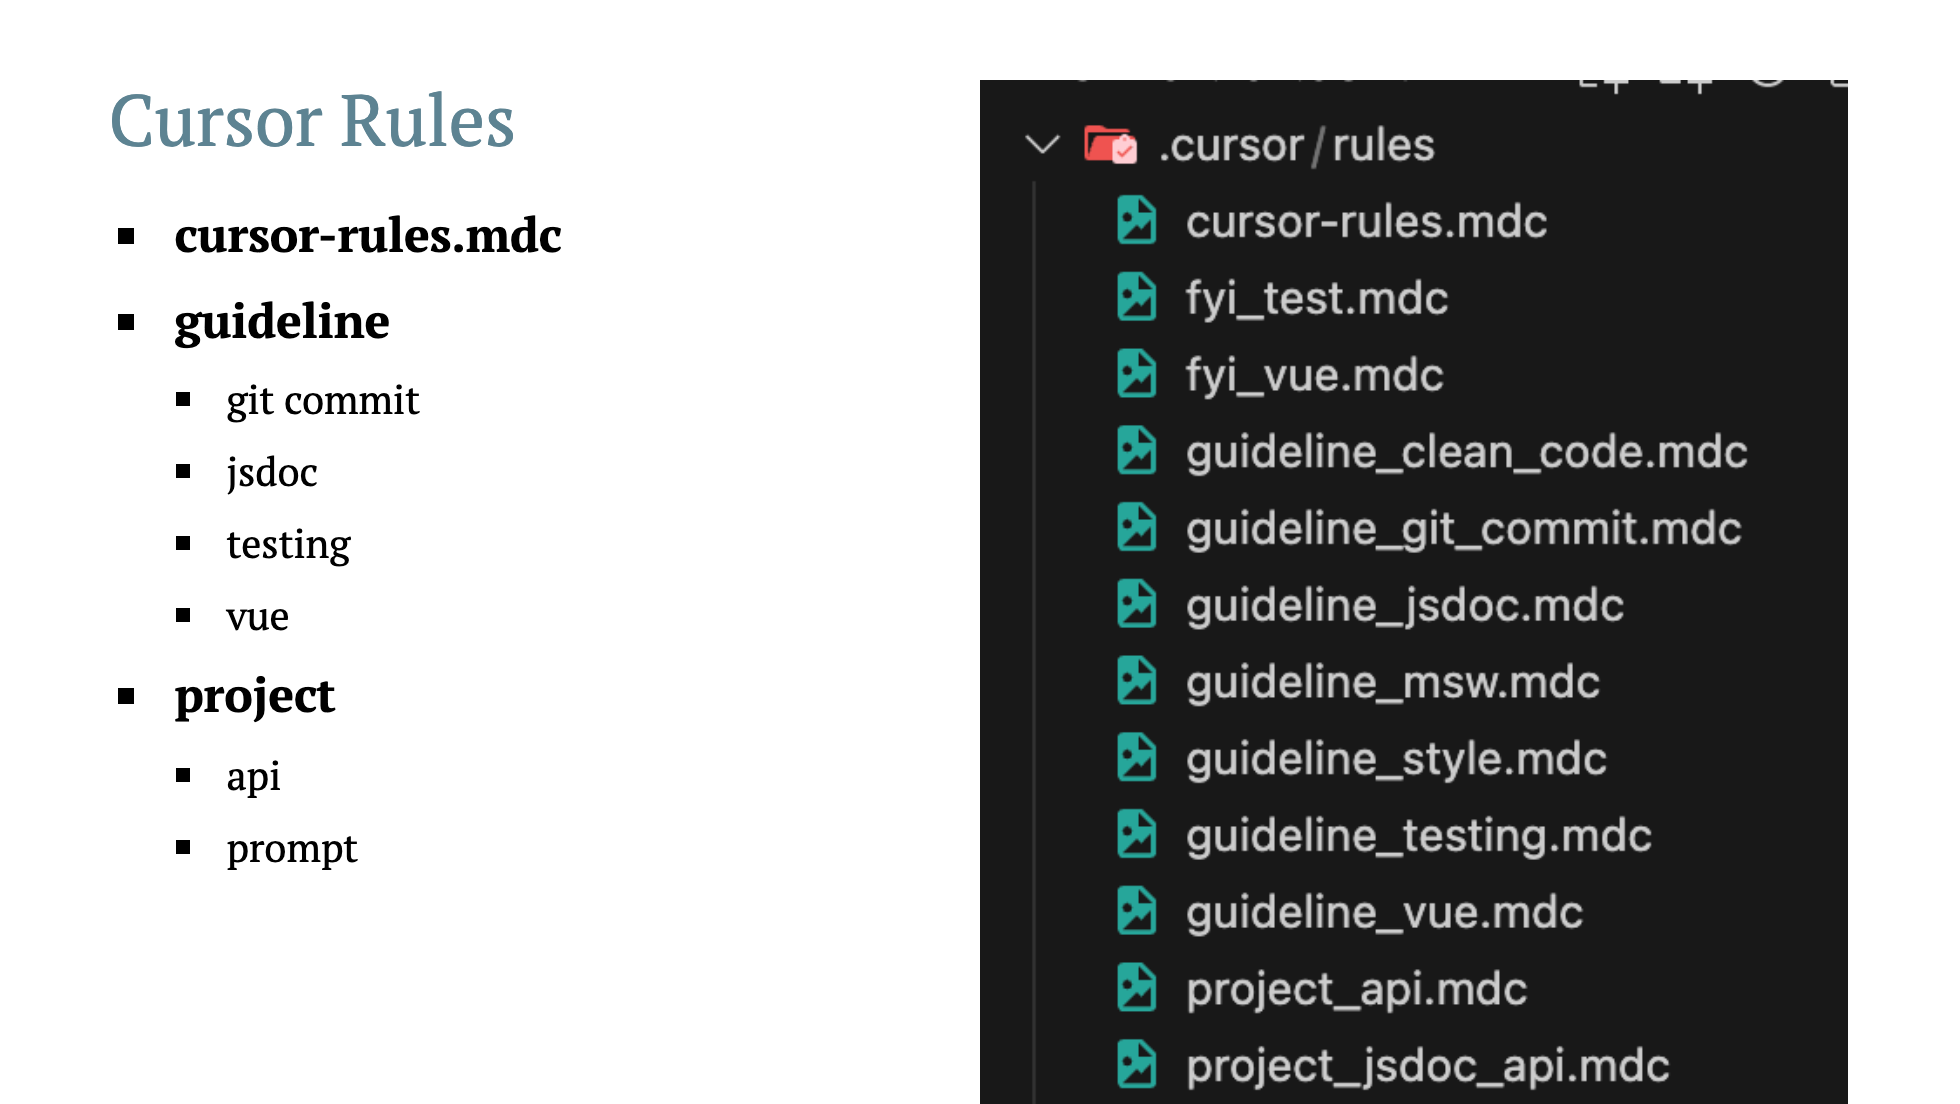 Cursor Rules
cursor-rules.mdc
guideline
git commit
jsdoc
testing
vue
project
api
prompt
.cursor/rules
cursor-rules.mdc
fyi_test.mdc
fyi_vue.mdc
guideline_clean_code.mdc
guideline_git_commit.mdc
guideline_jsdoc.mdc
guideline_msw.mdc
guideline_style.mdc
guideline_testing.mdc
guideline_vue.mdc
project_api.mdc
project_jsdoc_api.mdc